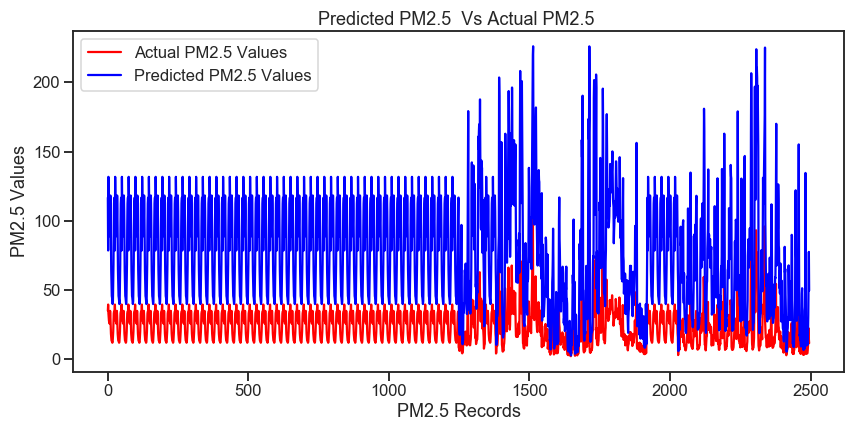 Predicted PM2.5  Vs Actual PM2.5
Actual PM2.5 Values
Predicted PM2.5 Values
PM2.5 Values
200
150
100
50
0
0 500 1000 1500 2000 2500
PM2.5 Records